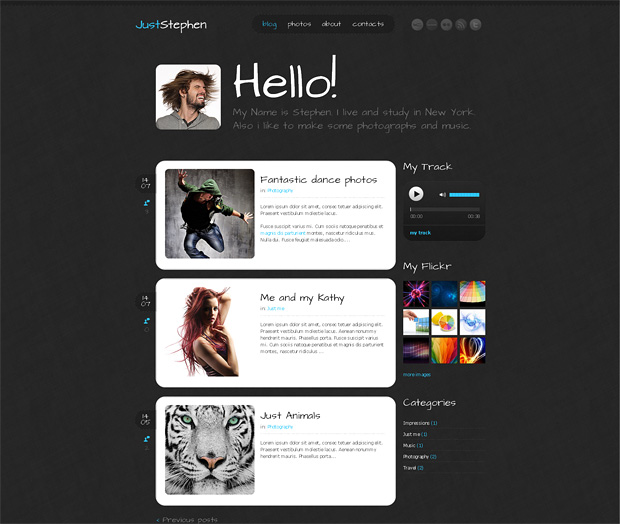 JustStephen
blog photos about contacts
Hello!
My Name is Stephen. I live and study in New York.
Also i like to make some photographs and music.
14
07
Fantastic dance photos
in: Photography
Lorem ipsum dolor sit amet, consec tetuer adipiscing elit.
Praesent vestibulum molestie lacus.
Fusce suscipit varius mi. Cum sociis natoque penatibus et
magnis dis parturient montes, nascetur ridiculus mus.
Nulla dui. Fusce feugiat malesuada odio....
14
07
Me and my Kathy
in: Just me
Lorem ipsum dolor sit amet, consec tetuer adipiscing elit.
Praesent vestibulum molestie lacus. Aenean nonummy
hendrerit mauris. Phasellus porta. Fusce suscipit varius
mi. Cum sociis natoque penatibus et magnis dis parturient
montes, nascetur ridiculus ...
14
05
Just Animals
in: Photography
Lorem ipsum dolor sit amet, consec tetuer adipiscing elit.
Praesent vestibulum molestie lacus. Aenean nonummy
hendrerit mauris. Phasellus porta....
< Previous posts
My Track
00:00 00:38
my track
My Flickr
more images
Categories
Impressions (1)
Just me (1)
Music (1)
Photography (2)
Travel (2)